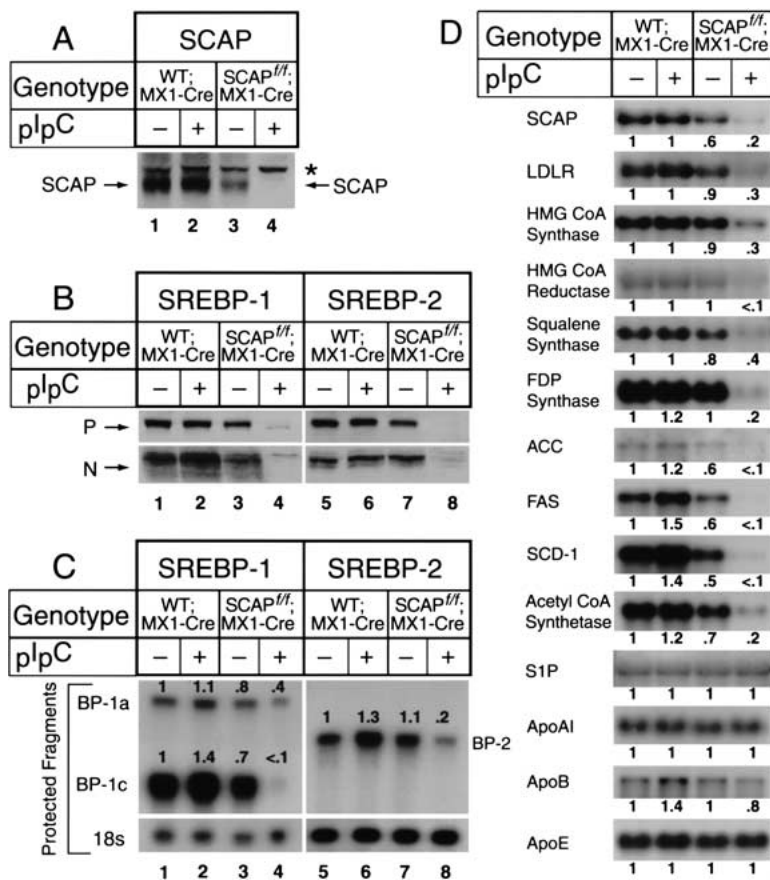 A
SCAP
Genotype
WT;
MX1-Cre
SCAPf/f;
MX1-Cre
pIpC
– + – +
*
SCAP → ← SCAP
1 2 3 4
B
SREBP-1 SREBP-2
Genotype
WT;
MX1-Cre
SCAPf/f;
MX1-Cre
WT;
MX1-Cre
SCAPf/f;
MX1-Cre
pIpC
– + – + – + – +
P →
N →
1 2 3 4 5 6 7 8
C
SREBP-1 SREBP-2
Genotype
WT;
MX1-Cre
SCAPf/f;
MX1-Cre
WT;
MX1-Cre
SCAPf/f;
MX1-Cre
pIpC
– + – + – + – +
Protected Fragments
1 1.1 .8 .4
BP-1a
1 1.3 1.1 .2
BP-2
1 1.4 .7 <.1
BP-1c
18s
1 2 3 4 5 6 7 8
D
Genotype
WT;
MX1-Cre
SCAPf/f;
MX1-Cre
pIpC
– + – +
SCAP
1 1 .6 .2
LDLR
1 1 .9 .3
HMG CoA
Synthase
1 1 .9 .3
HMG CoA
Reductase
1 1 1 <.1
Squalene
Synthase
1 1 .8 .4
FDP
Synthase
1 1.2 1 .2
ACC
1 1.2 .6 <.1
FAS
1 1.5 .6 <.1
SCD-1
1 1.4 .5 <.1
Acetyl CoA
Synthetase
1 1.2 .7 .2
S1P
1 1 1 1
ApoAI
1 1 1 1
ApoB
1 1.4 1 .8
ApoE
1 1 1 1